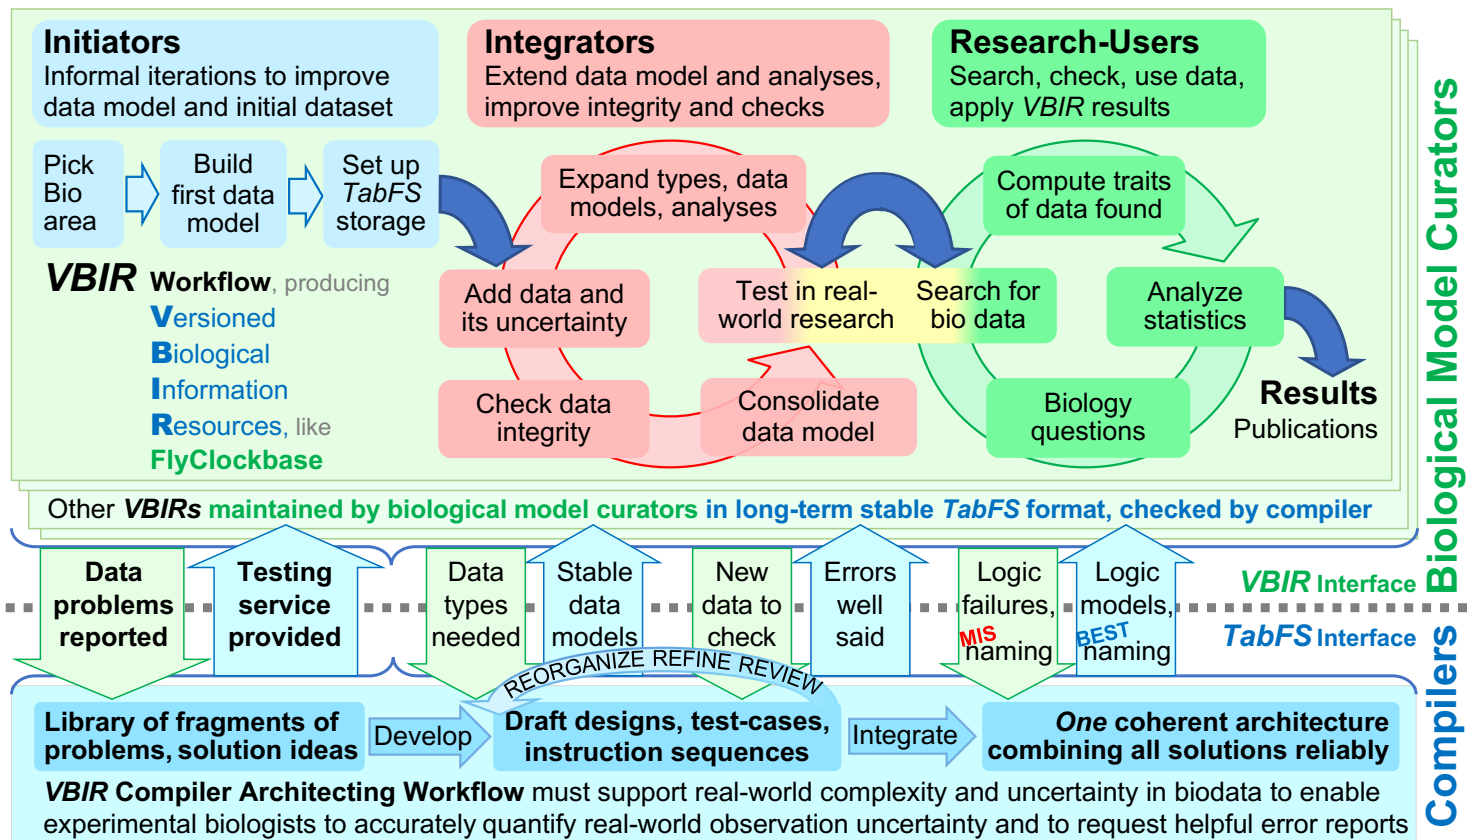 Initiators
Informal iterations to improve
data model and initial dataset
Integrators
Extend data model and analyses,
improve integrity and checks
Research-Users
Search, check, use data,
apply VBIR results
Pick
Bio
area
Build
first data
model
Set up
TabFS
storage
Expand types, data
models, analyses
Compute traits
of data found
Add data and
its uncertainty
Test in real-
world research
Search for
bio data
Analyze
statistics
Check data
integrity
Consolidate
data model
Biology
questions
Results
Publications
VBIR Workflow, producing
Versioned
Biological
Information
Resources, like
FlyClockbase
Other VBIRs maintained by biological model curators in long-term stable TabFS format, checked by compiler
Biological Model Curators
Data
problems
reported
Testing
service
provided
Data
types
needed
Stable
data
models
New
data to
check
Errors
well
said
Logic
failures,
MIS
naming
Logic
models,
BEST
naming
VBIR Interface
TabFS Interface
Compilers
REORGANIZE REFINE REVIEW
Library of fragments of
problems, solution ideas
Develop
Draft designs, test-cases,
instruction sequences
Integrate
One coherent architecture
combining all solutions reliably
VBIR Compiler Architecting Workflow must support real-world complexity and uncertainty in biodata to enable
experimental biologists to accurately quantify real-world observation uncertainty and to request helpful error reports